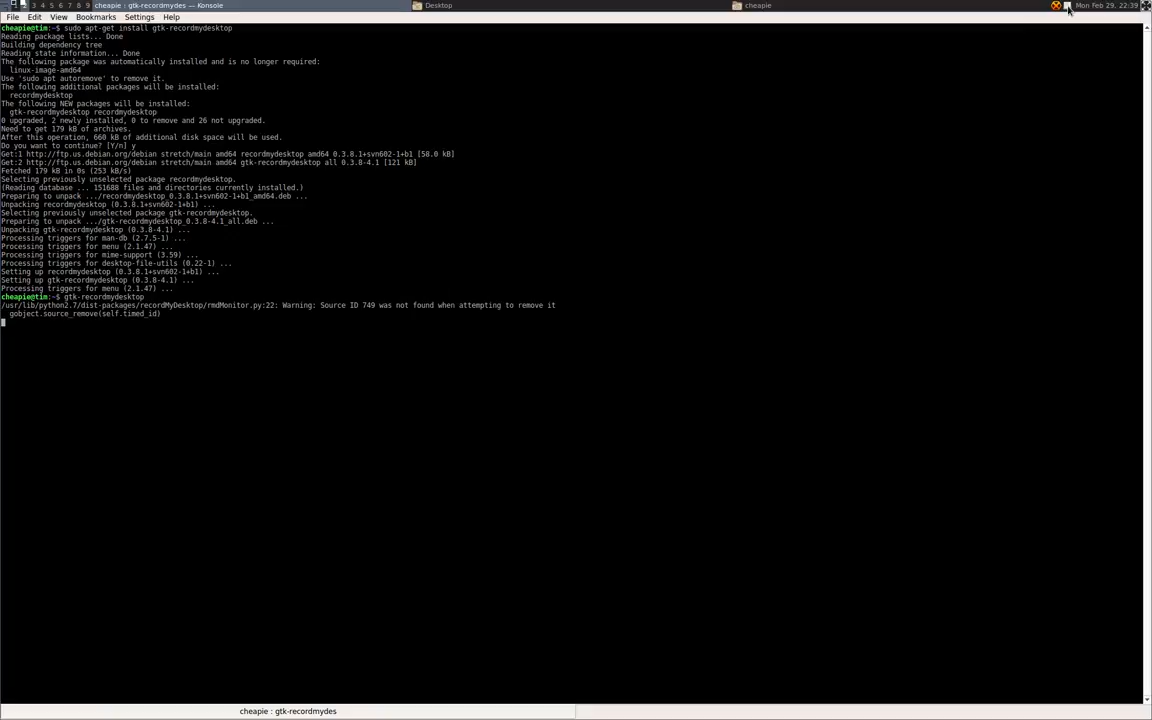 3 4 5 6 7 8 9 cheapie : gtk-recordmydes — Konsole Desktop cheapie Mon Feb 29, 22:39
File Edit View Bookmarks Settings Help
cheapie@tim:~$ sudo apt-get install gtk-recordmydesktop
Reading package lists... Done
Building dependency tree
Reading state information... Done
The following package was automatically installed and is no longer required:
linux-image-amd64
Use 'sudo apt autoremove' to remove it.
The following additional packages will be installed:
recordmydesktop
The following NEW packages will be installed:
gtk-recordmydesktop recordmydesktop
0 upgraded, 2 newly installed, 0 to remove and 26 not upgraded.
Need to get 179 kB of archives.
After this operation, 660 kB of additional disk space will be used.
Do you want to continue? [Y/n] y
Get:1 http://ftp.us.debian.org/debian stretch/main amd64 recordmydesktop amd64 0.3.8.1+svn602-1+b1 [58.0 kB]
Get:2 http://ftp.us.debian.org/debian stretch/main amd64 gtk-recordmydesktop all 0.3.8-4.1 [121 kB]
Fetched 179 kB in 0s (253 kB/s)
Selecting previously unselected package recordmydesktop.
(Reading database ... 151688 files and directories currently installed.)
Preparing to unpack .../recordmydesktop_0.3.8.1+svn602-1+b1_amd64.deb ...
Unpacking recordmydesktop (0.3.8.1+svn602-1+b1) ...
Selecting previously unselected package gtk-recordmydesktop.
Preparing to unpack .../gtk-recordmydesktop_0.3.8-4.1_all.deb ...
Unpacking gtk-recordmydesktop (0.3.8-4.1) ...
Processing triggers for man-db (2.7.5-1) ...
Processing triggers for menu (2.1.47) ...
Processing triggers for mime-support (3.59) ...
Processing triggers for desktop-file-utils (0.22-1) ...
Setting up recordmydesktop (0.3.8.1+svn602-1+b1) ...
Setting up gtk-recordmydesktop (0.3.8-4.1) ...
Processing triggers for menu (2.1.47) ...
cheapie@tim:~$ gtk-recordmydesktop
/usr/lib/python2.7/dist-packages/recordMyDesktop/rmdMonitor.py:22: Warning: Source ID 749 was not found when attempting to remove it
gobject.source_remove(self.timed_id)
cheapie : gtk-recordmydes